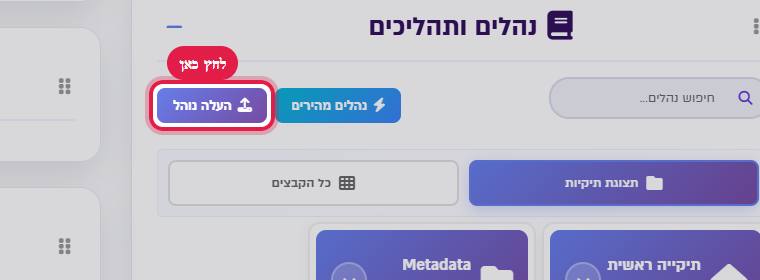 נהלים ותהליכים
לחץ כאן
חיפוש נהלים...
נהלים מהירים
העלה נוהל
תצוגת תיקיות
כל הקבצים
תיקייה ראשית
Metadata